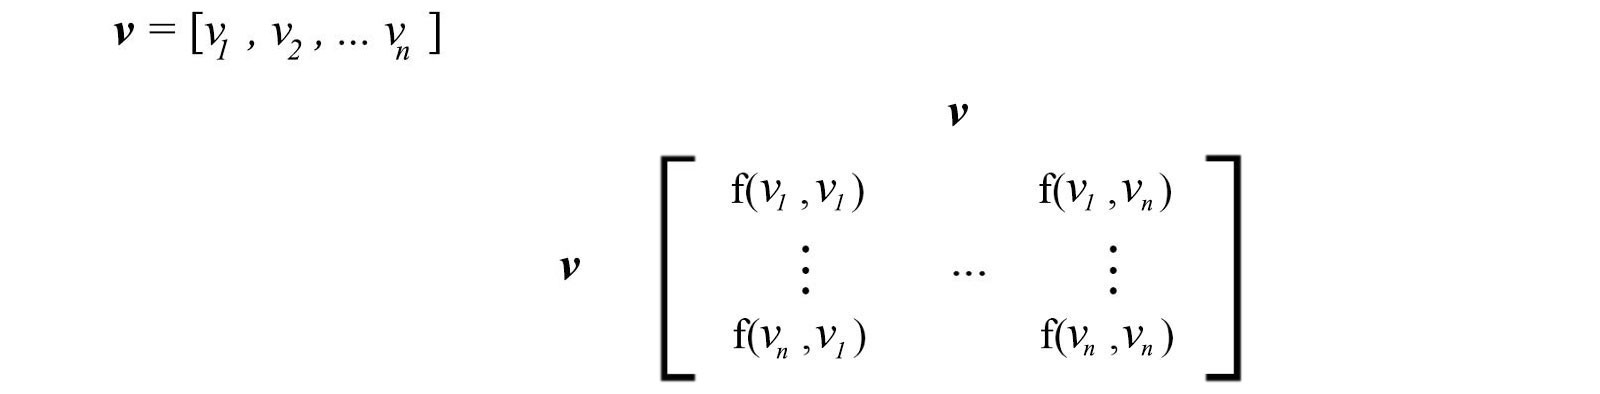 v = [v1 , v2 , ... vn ]
v
f(v1 ,v1) f(v1 ,vn)
v ⋮ ... ⋮
f(vn ,v1) f(vn ,vn)